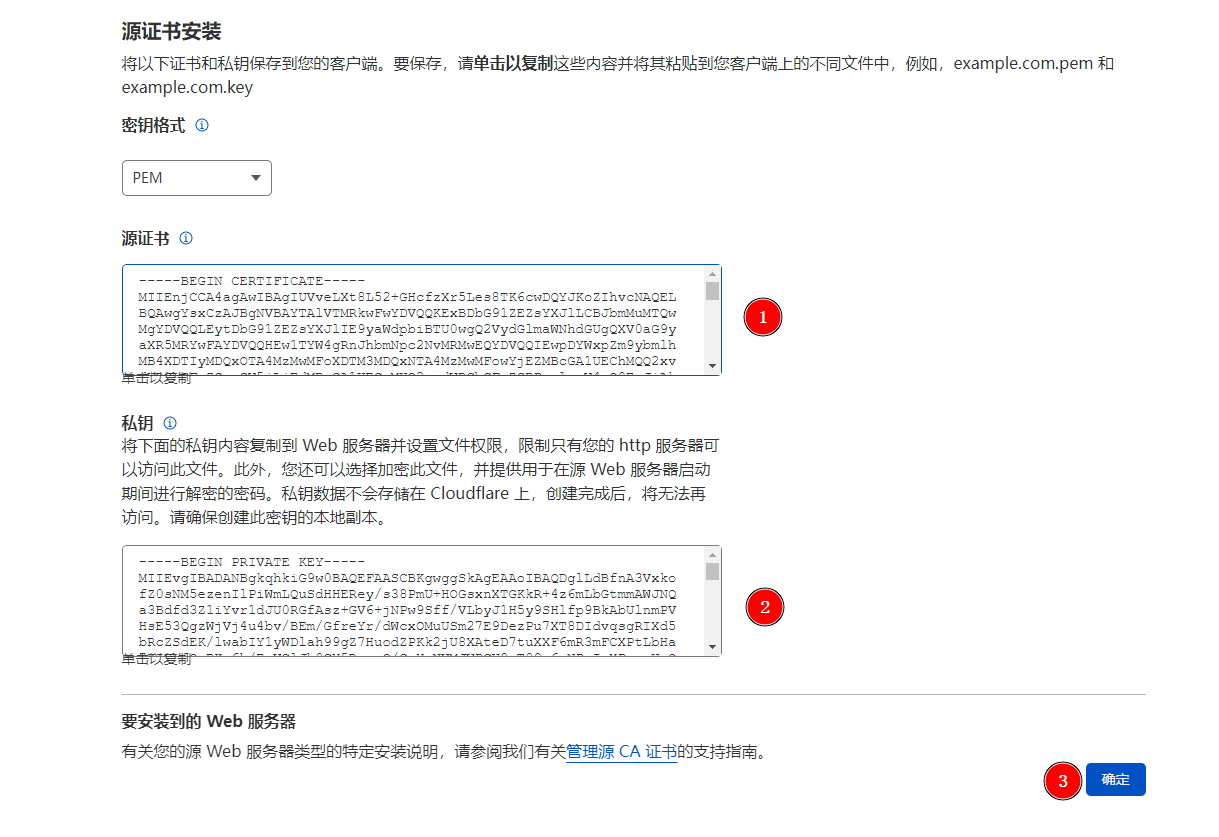 源证书安装
将以下证书和私钥保存到您的客户端。要保存，请单击以复制这些内容并将其粘贴到您客户端上的不同文件中，例如，example.com.pem 和
example.com.key
密钥格式
PEM
源证书
-----BEGIN CERTIFICATE-----
MIIEnjCCA4agAwIBAgIUVveLXt8L52+GHcfzXr5Les8TK6cwDQYJKoZIhvcNAQEL
BQAwgYsxCzAJBgNVBAYTAlVTMRkwFwYDVQQKExBDbG91ZEZsYXJlLCBJbmMuMTQw
MgYDVQQLEytDbG91ZEZsYXJlIE9yaWdpbiBTU0wgQ2VydGlmaWNhdGUgQXV0aG9y
aXR5MRYwFAYDVQQHEw1TYW4gRnJhbmNpc2NvMRMwEQYDVQQIEwpDYWxpZm9ybmlh
MB4XDTIyMDQxOTA4MzMwMFoXDTM3MDQxNTA4MzMwMFowYjEZMBcGA1UEChMQQ2xv
单击以复制
1
私钥
将下面的私钥内容复制到 Web 服务器并设置文件权限，限制只有您的 http 服务器可
以访问此文件。此外，您还可以选择加密此文件，并提供用于在源 Web 服务器启动
期间进行解密的密码。私钥数据不会存储在 Cloudflare 上，创建完成后，将无法再
访问。请确保创建此密钥的本地副本。
-----BEGIN PRIVATE KEY-----
MIIEvgIBADANBgkqhkiG9w0BAQEFAASCBKgwggSkAgEAAoIBAQDglLdBfnA3Vxko
fZ0sNM5ezenIlPiWmLQuSdHHERey/s38PmU+HOGsxnXTGKkR+4z6mLbGtmmAWJNQ
a3Bdfd3Z1iYvr1dJU0RGfAsz+GV6+jNPw9Sff/VLbyJ1H5y9SHlfp9BkAbUlnmPV
HsE53QgzWjVj4u4bv/BEm/GfreYr/dWcxOMuUSm27E9DezPu7XT8DIdvqsgRIXd5
bRcZSdEK/lwabIY1yWDlah99gZ7HuodZPKk2jU8XAteD7tuXXF6mR3mFCXPtLbHa
单击以复制
2
要安装到的 Web 服务器
有关您的源 Web 服务器类型的特定安装说明，请参阅我们有关管理源 CA 证书的支持指南。
3
确定